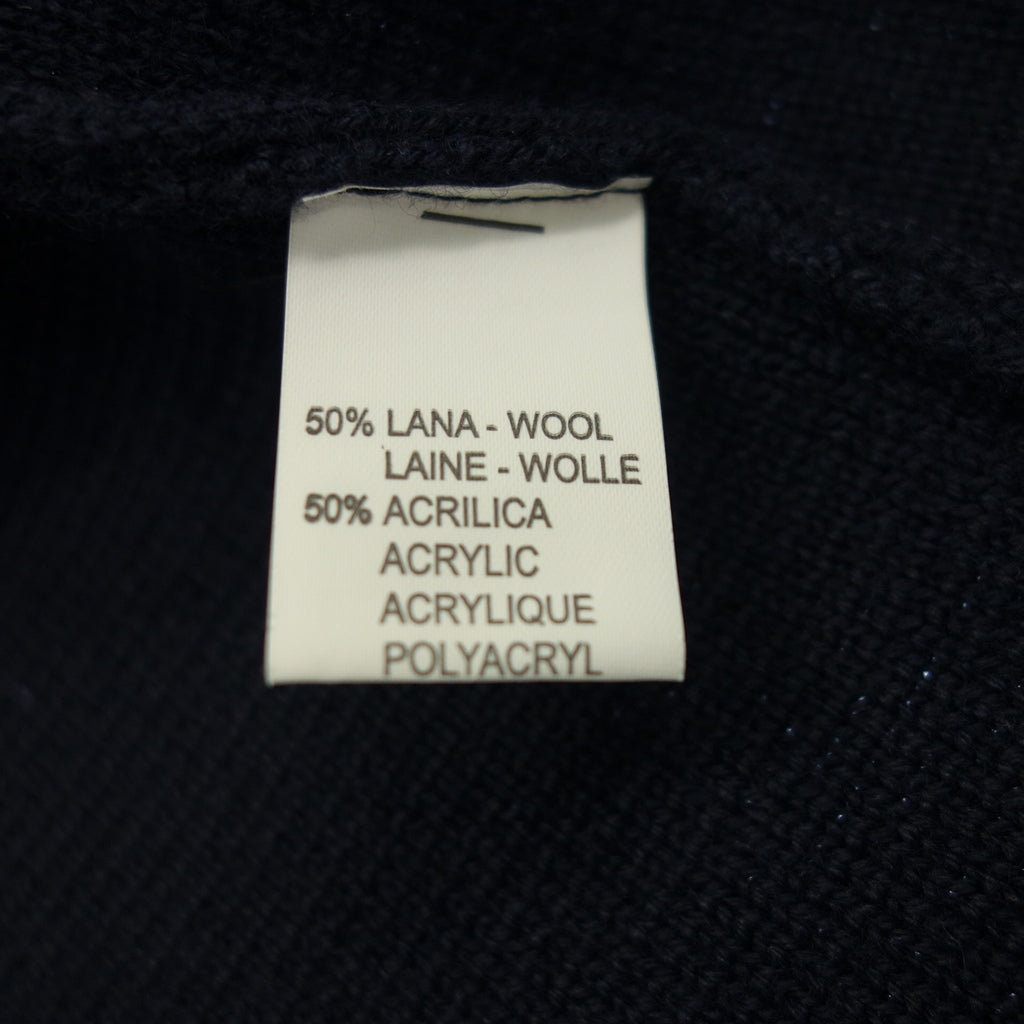 50% LANA - WOOL
LAINE - WOLLE
50% ACRILICA
ACRYLIC
ACRYLIQUE
POLYACRYL